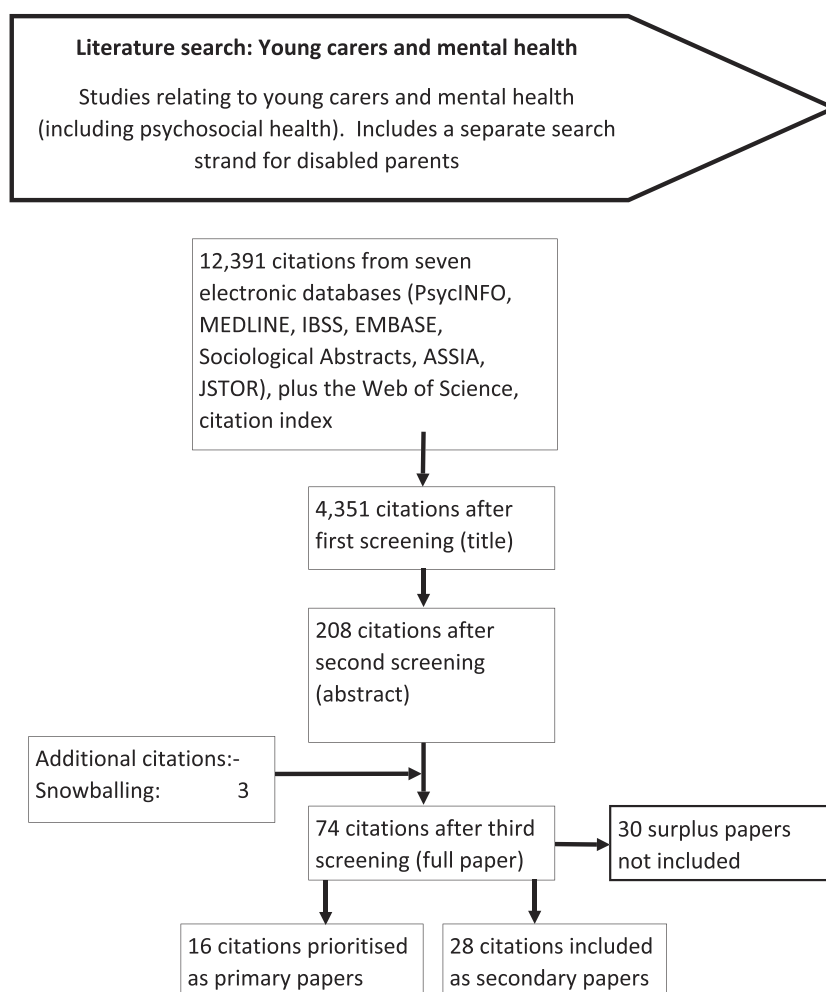 Literature search: Young carers and mental health
Studies relating to young carers and mental health
(including psychosocial health).  Includes a separate search
strand for disabled parents
12,391 citations from seven
electronic databases (PsycINFO,
MEDLINE, IBSS, EMBASE,
Sociological Abstracts, ASSIA,
JSTOR), plus the Web of Science,
citation index
4,351 citations after
first screening (title)
208 citations after
second screening
(abstract)
Additional citations:-
Snowballing: 3
74 citations after third
screening (full paper)
30 surplus papers
not included
16 citations prioritised
as primary papers
28 citations included
as secondary papers